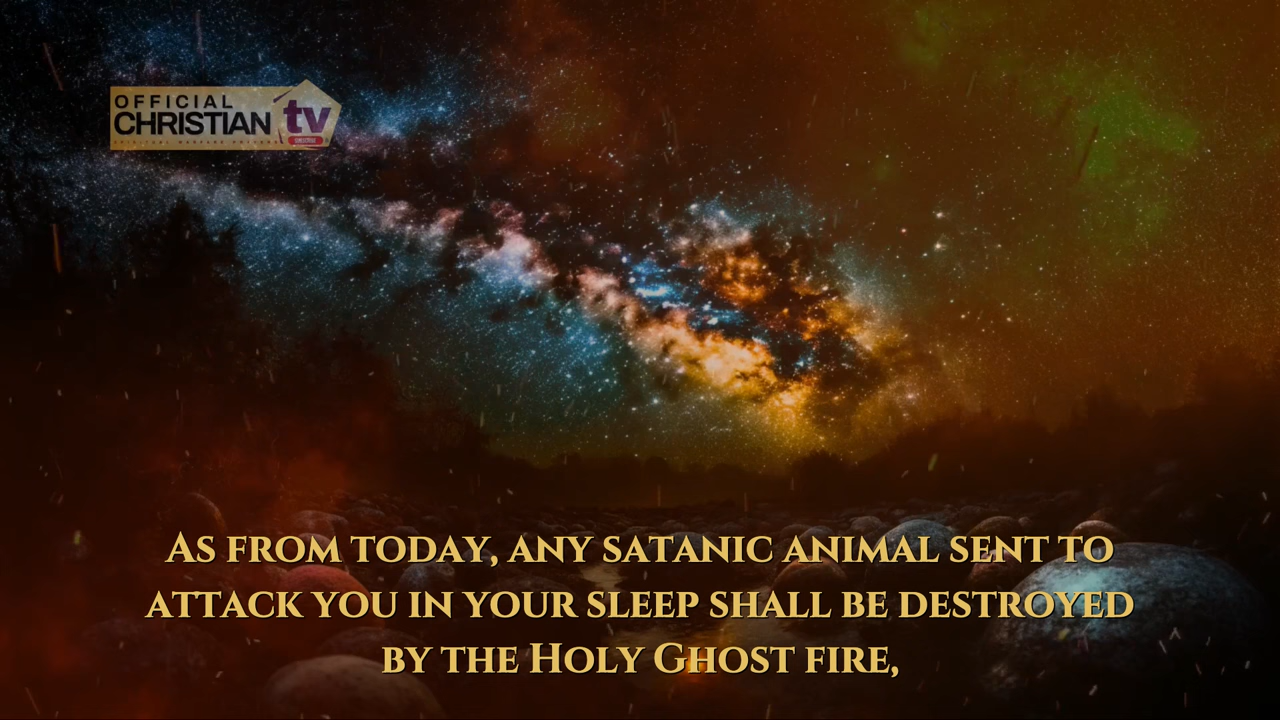 OFFICIAL
CHRISTIAN tv
As from today, any satanic animal sent to
attack you in your sleep shall be destroyed
by the Holy Ghost fire,